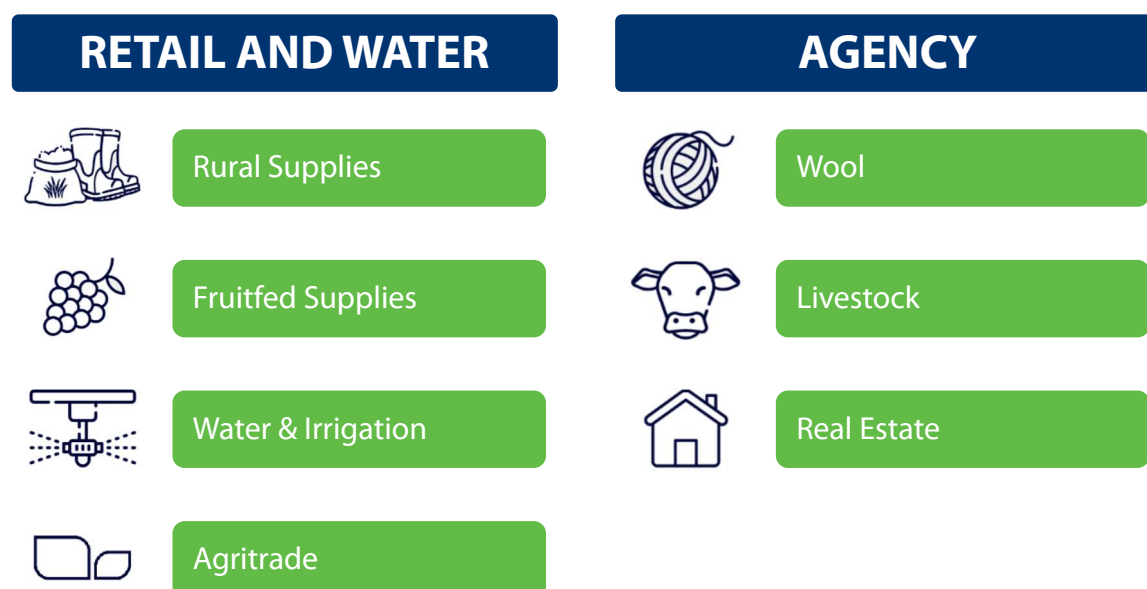 RETAIL AND WATER
Rural Supplies
Fruitfed Supplies
Water & Irrigation
Agritrade
AGENCY
Wool
Livestock
Real Estate